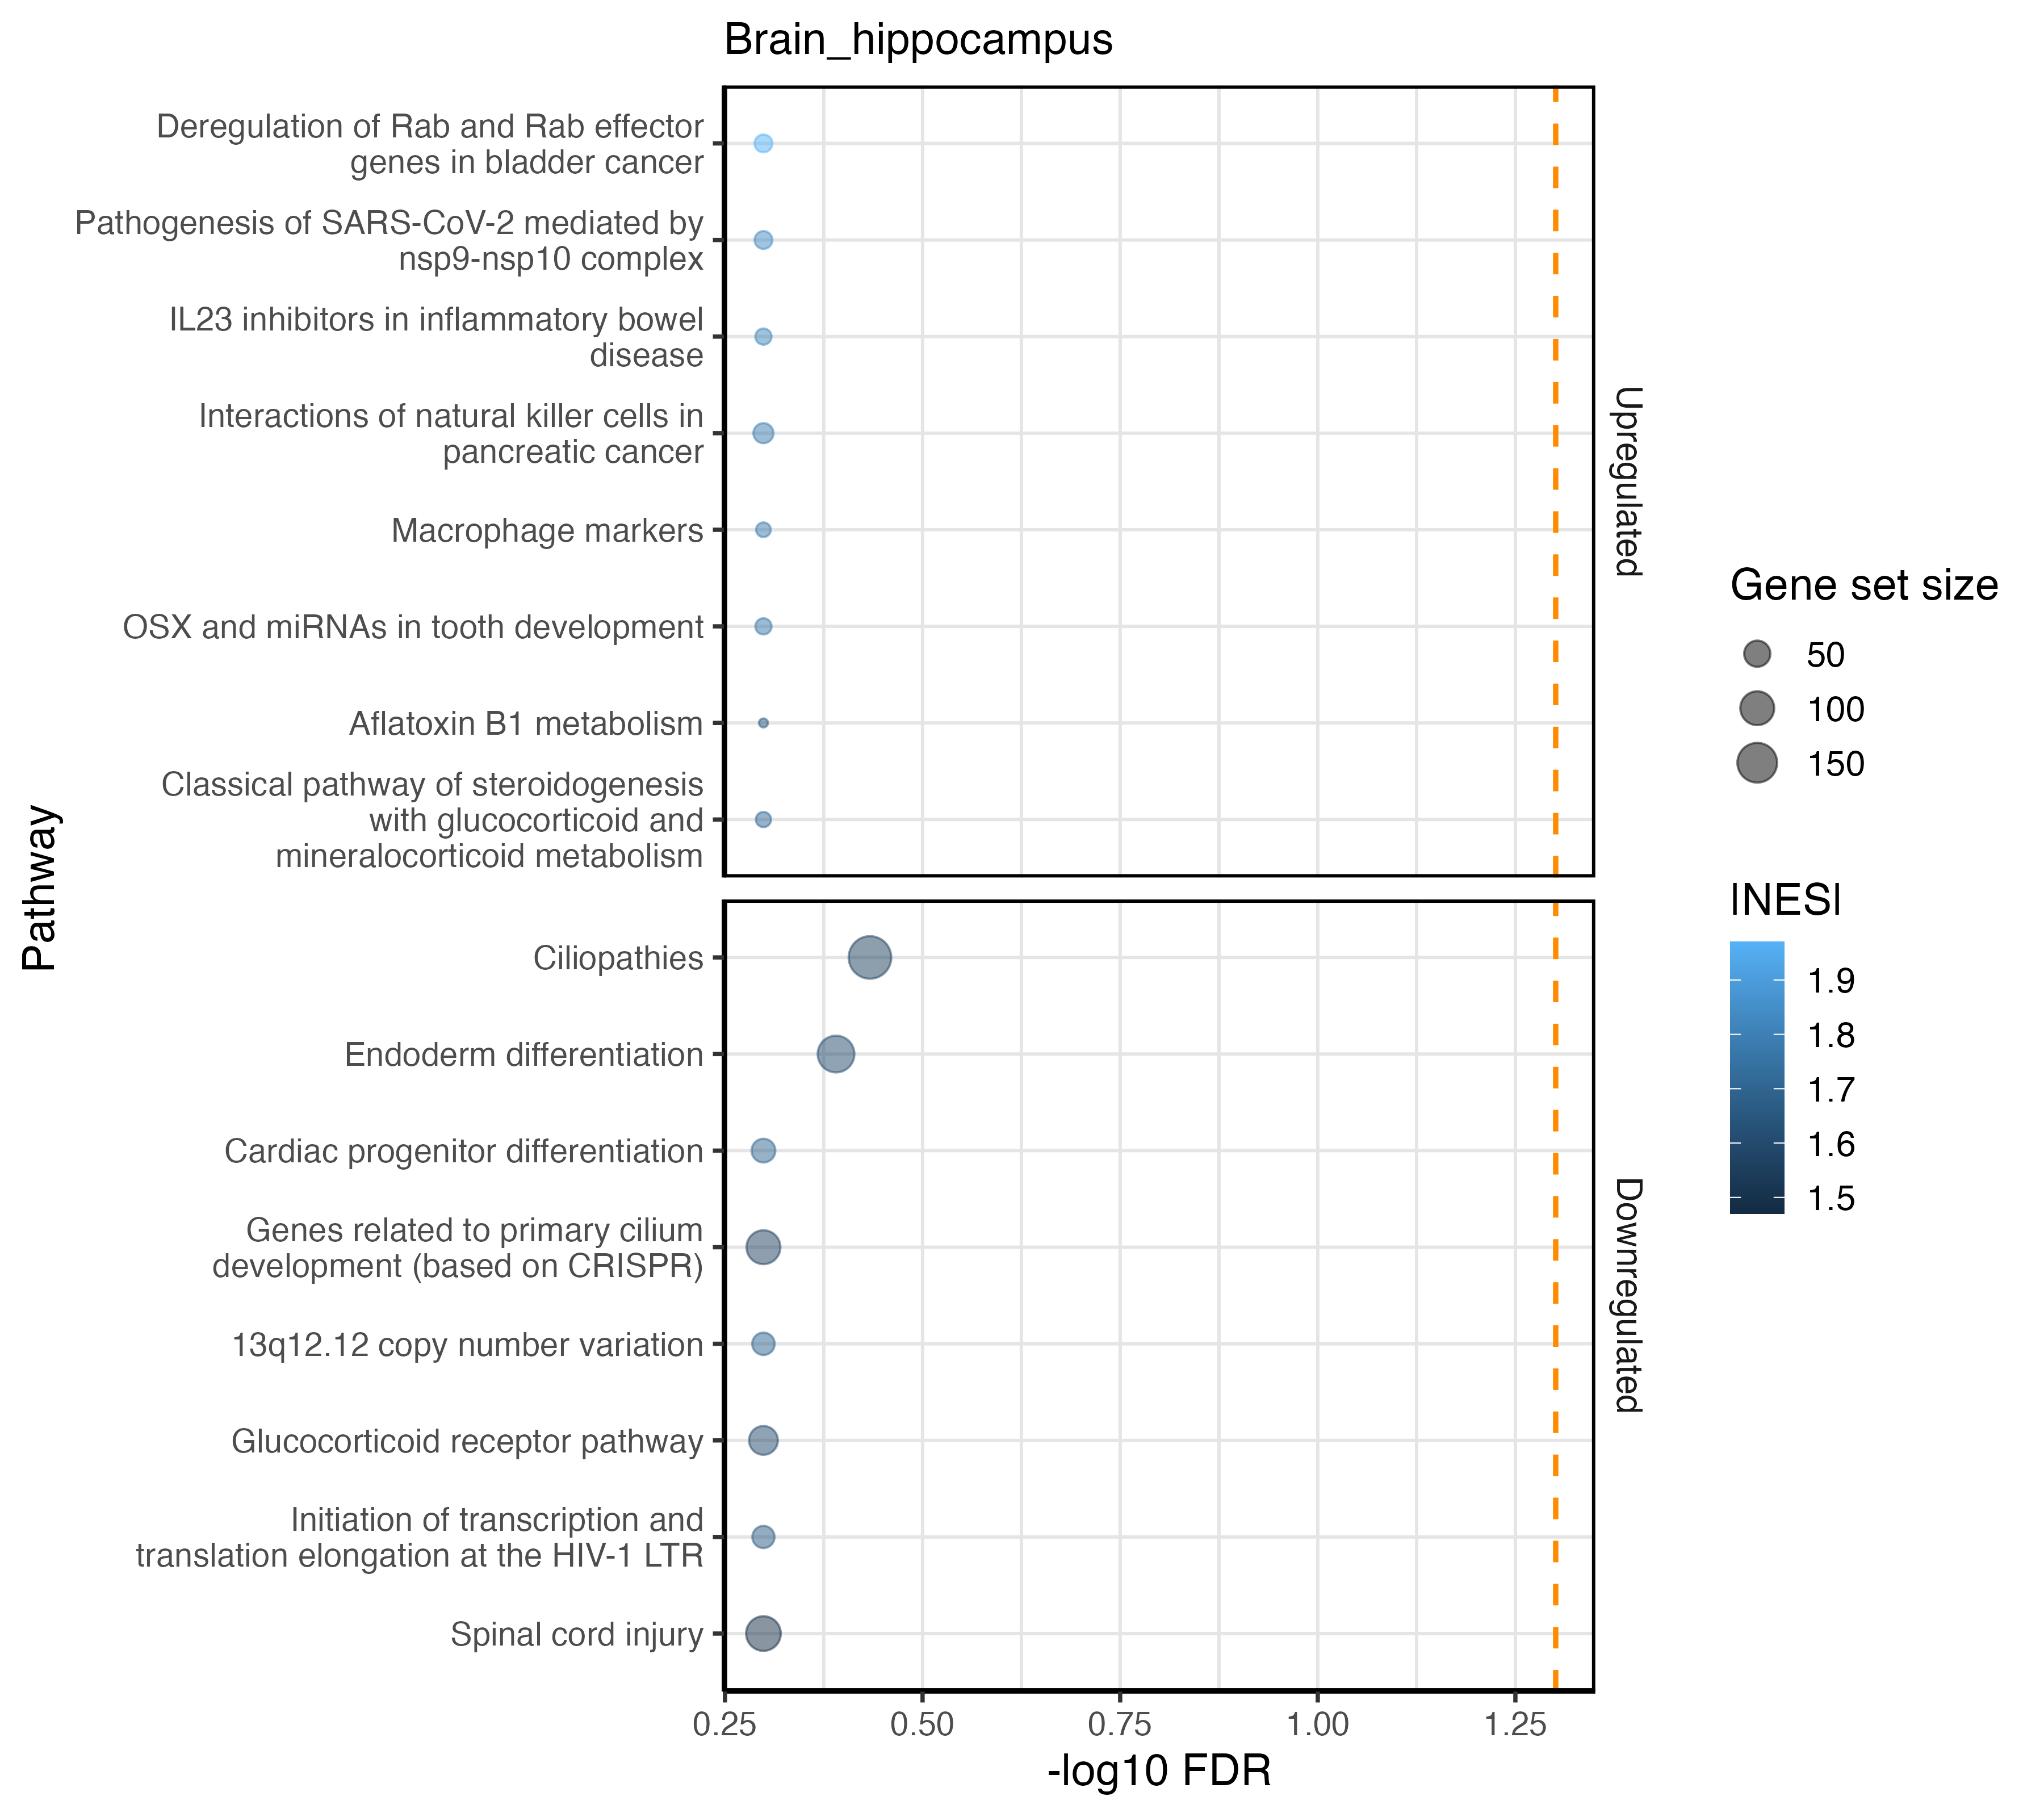 Brain_hippocampus
Deregulation of Rab and Rab effector
genes in bladder cancer
Pathogenesis of SARS-CoV-2 mediated by
nsp9-nsp10 complex
IL23 inhibitors in inflammatory bowel
disease
Interactions of natural killer cells in
pancreatic cancer
Macrophage markers
OSX and miRNAs in tooth development
Aflatoxin B1 metabolism
Classical pathway of steroidogenesis
with glucocorticoid and
mineralocorticoid metabolism
Upregulated
Ciliopathies
Endoderm differentiation
Cardiac progenitor differentiation
Genes related to primary cilium
development (based on CRISPR)
13q12.12 copy number variation
Glucocorticoid receptor pathway
Initiation of transcription and
translation elongation at the HIV-1 LTR
Spinal cord injury
Downregulated
Pathway
0.25 0.50 0.75 1.00 1.25
-log10 FDR
Gene set size
50
100
150
|NES|
1.9
1.8
1.7
1.6
1.5